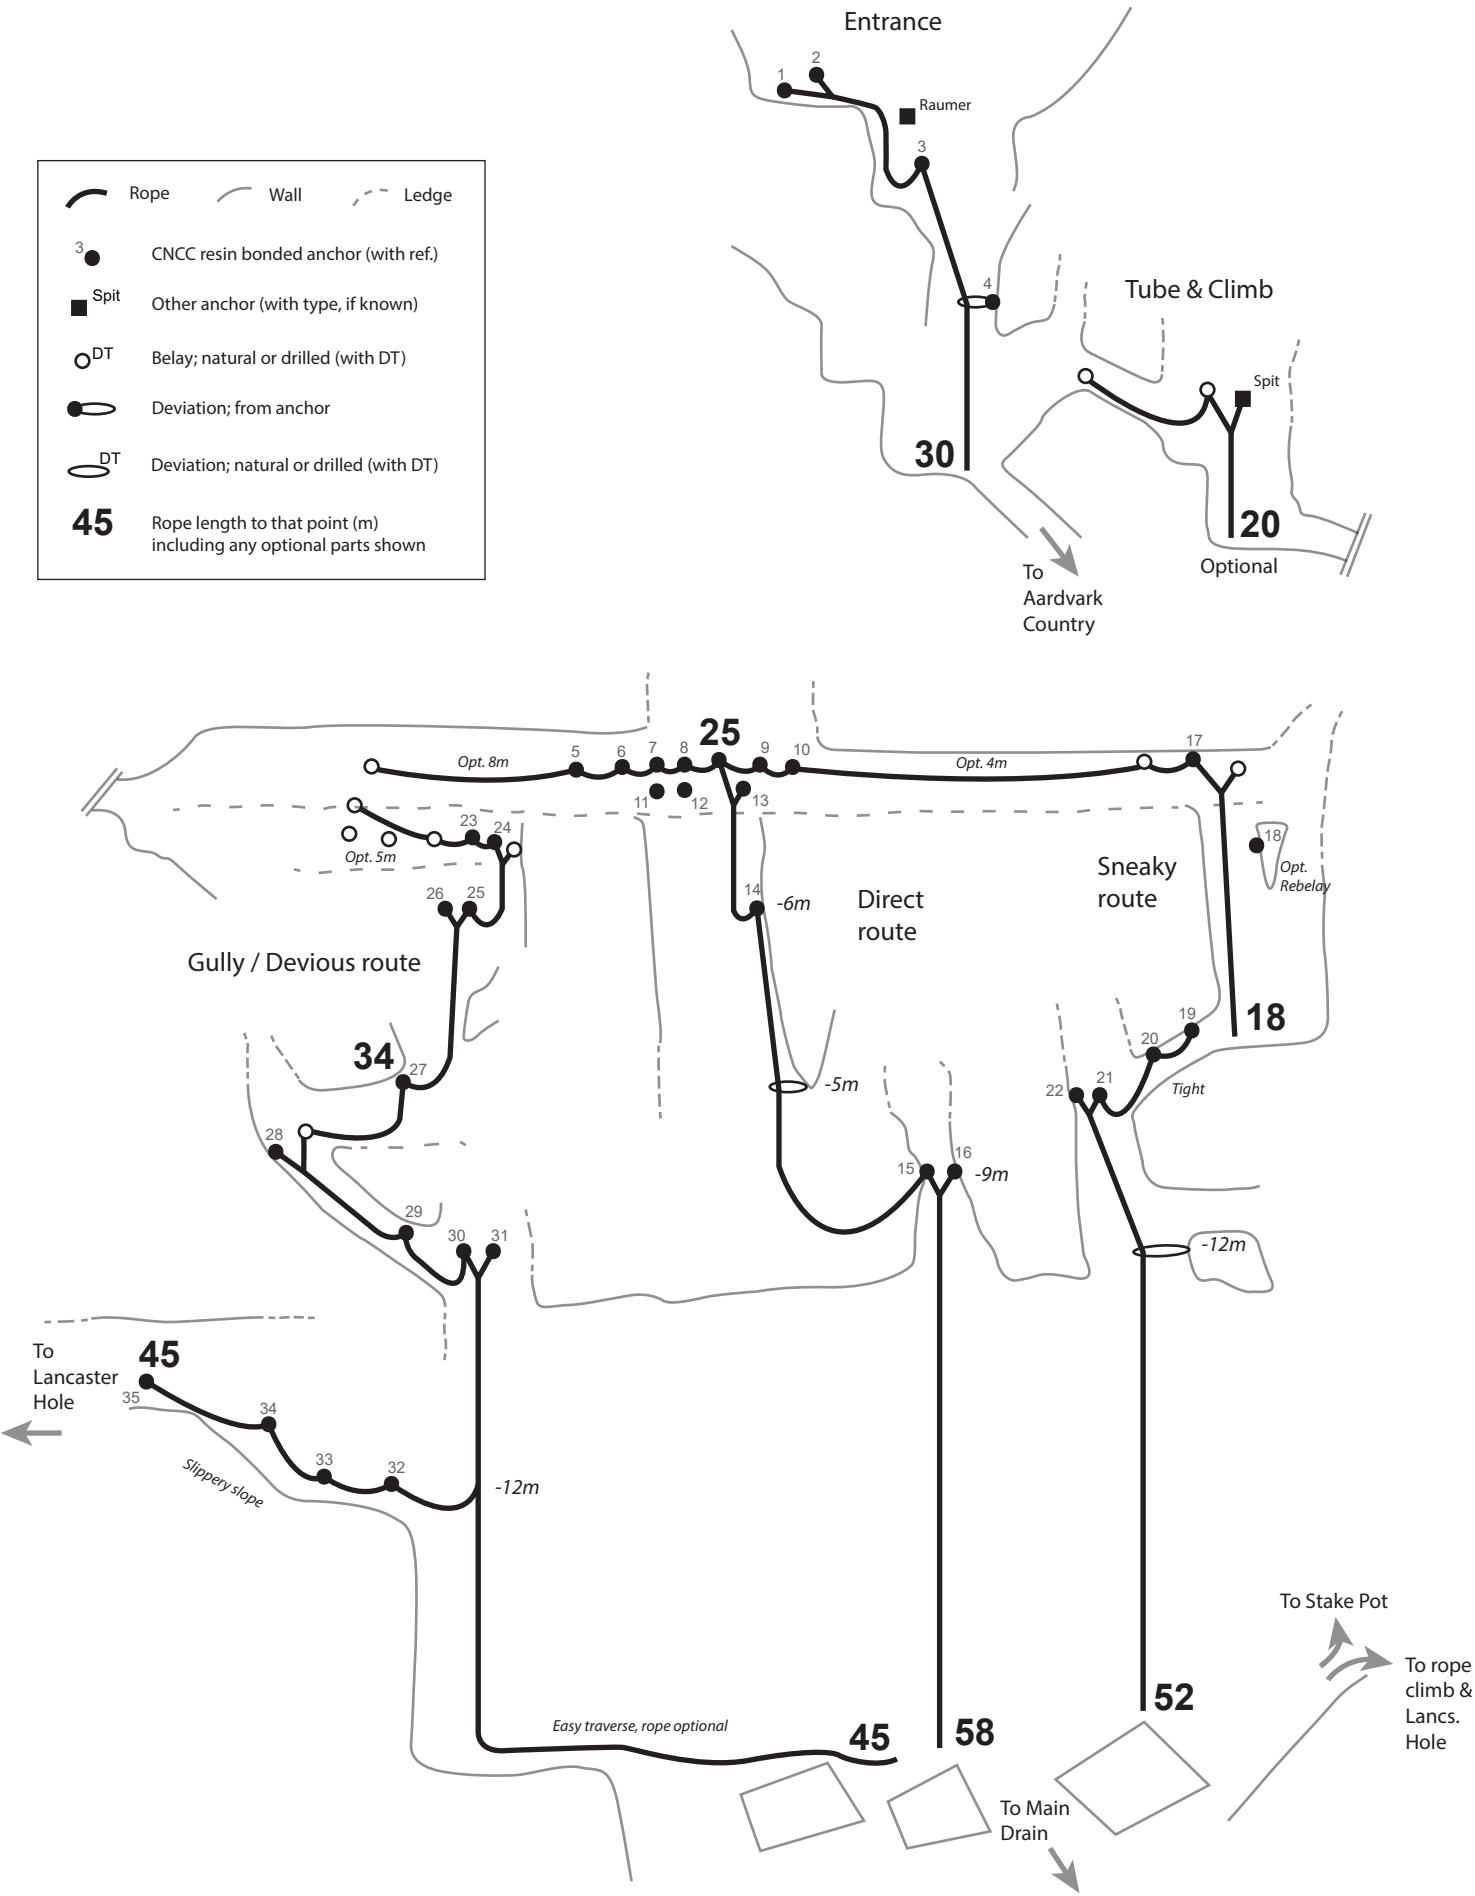 Entrance
1
2
Raumer
3
4
30
Tube & Climb
Spit
20
Optional
To
Aardvark
Country
Rope
Wall
Ledge
3
CNCC resin bonded anchor (with ref.)
Spit
Other anchor (with type, if known)
DT
Belay; natural or drilled (with DT)
Deviation; from anchor
DT
Deviation; natural or drilled (with DT)
45
Rope length to that point (m)
including any optional parts shown
Opt. 8m
5
6
7
8
25
9
10
Opt. 4m
17
11
12
13
23
24
Opt. 5m
18
Opt.
Rebelay
26
25
14
-6m
Direct
route
Sneaky
route
Gully / Devious route
18
19
20
Tight
34
27
-5m
22
21
28
15
16
-9m
29
30
31
-12m
To
Lancaster
Hole
45
35
34
33
32
Slippery slope
-12m
To Stake Pot
To rope
climb &
Lancs.
Hole
52
Easy traverse, rope optional
45
58
To Main
Drain